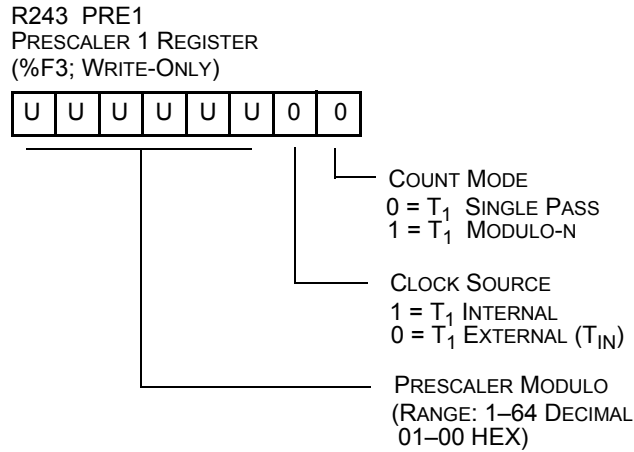 R243 PRE1
PRESCALER 1 REGISTER
(%F3; WRITE-ONLY)
U U U U U U 0 0
COUNT MODE
0 = T1 SINGLE PASS
1 = T1 MODULO-N
CLOCK SOURCE
1 = T1 INTERNAL
0 = T1 EXTERNAL (TIN)
PRESCALER MODULO
(RANGE: 1–64 DECIMAL
01–00 HEX)